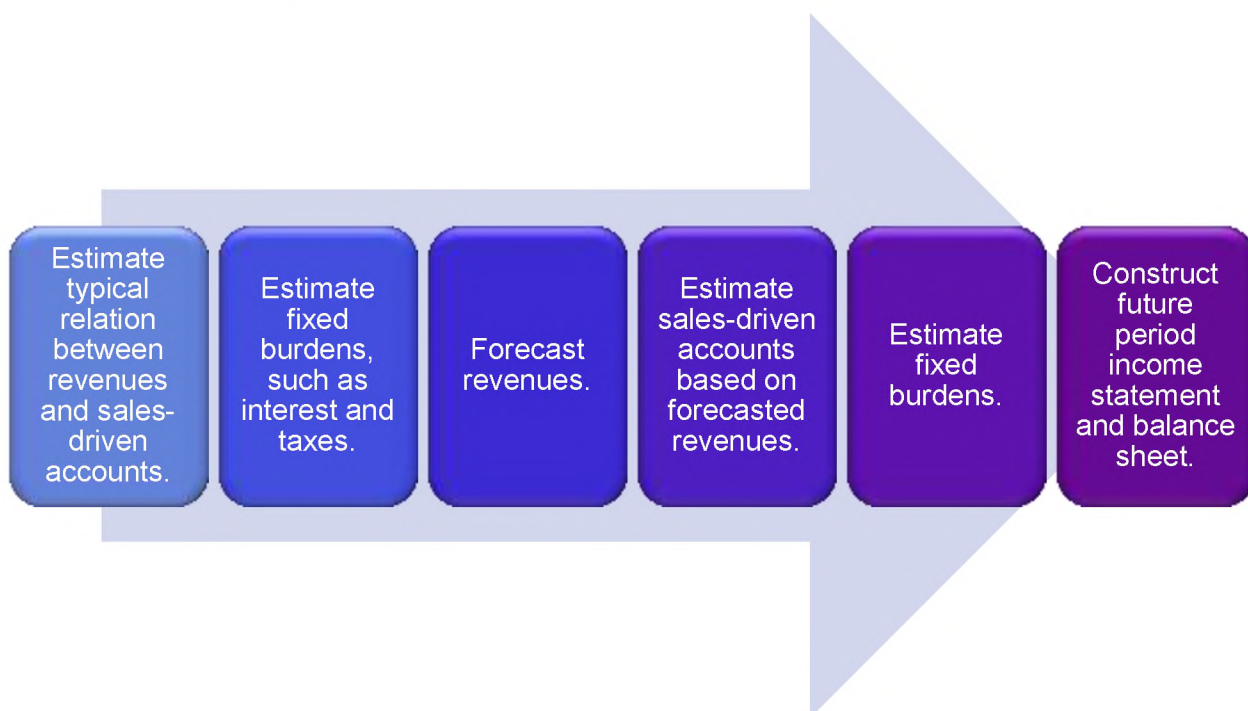 Estimate
typical
relation
between
revenues
and sales-
driven
accounts.
Estimate
fixed
burdens,
such as
interest and
taxes.
Forecast
revenues.
Estimate
sales-driven
accounts
based on
forecasted
revenues.
Estimate
fixed
burdens.
Construct
future
period
income
statement
and balance
sheet.